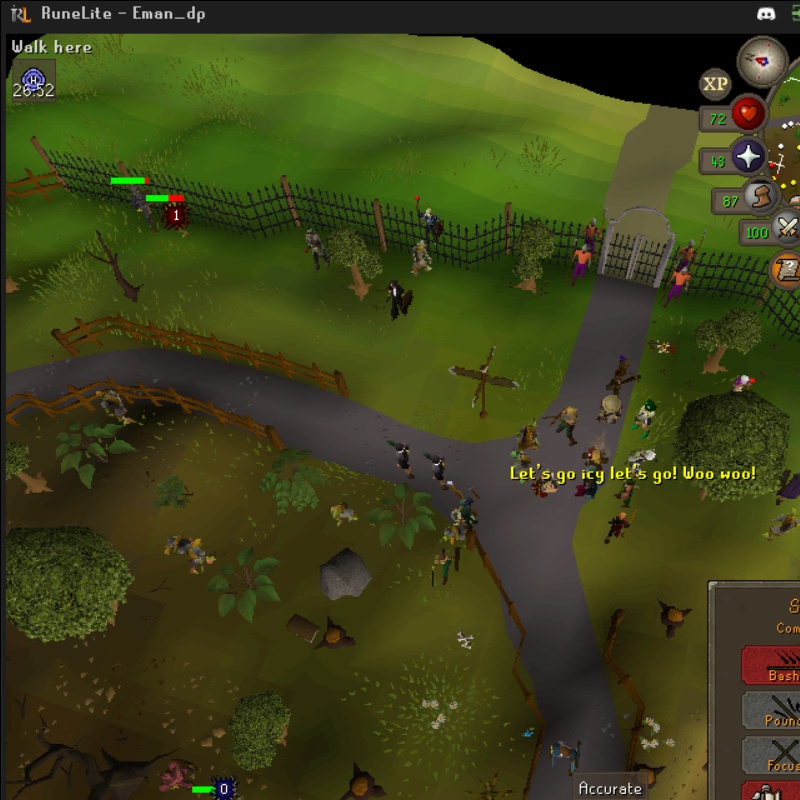 RuneLite - Eman_dp
Walk here
H
26:52
XP
72
43
87
100
?
1
Let's go icy let's go! Woo woo!
Bash
Focus
0
Accurate